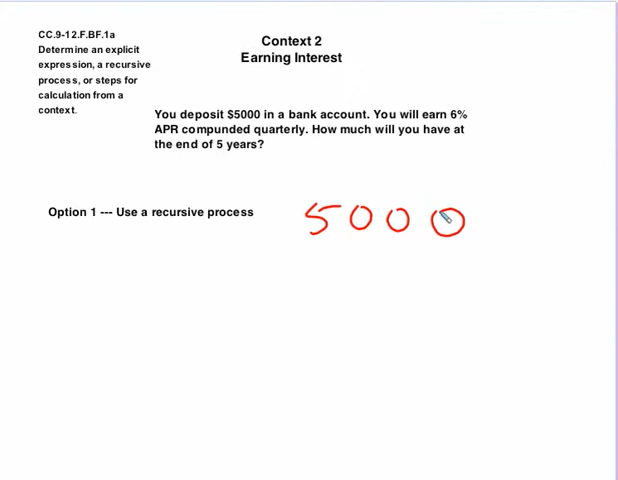 CC.9-12.F.BF.1a
Determine an explicit
expression, a recursive
process, or steps for
calculation from a
context.
Context 2
Earning Interest
You deposit $5000 in a bank account. You will earn 6%
APR compunded quarterly. How much will you have at
the end of 5 years?
Option 1 --- Use a recursive process
5000